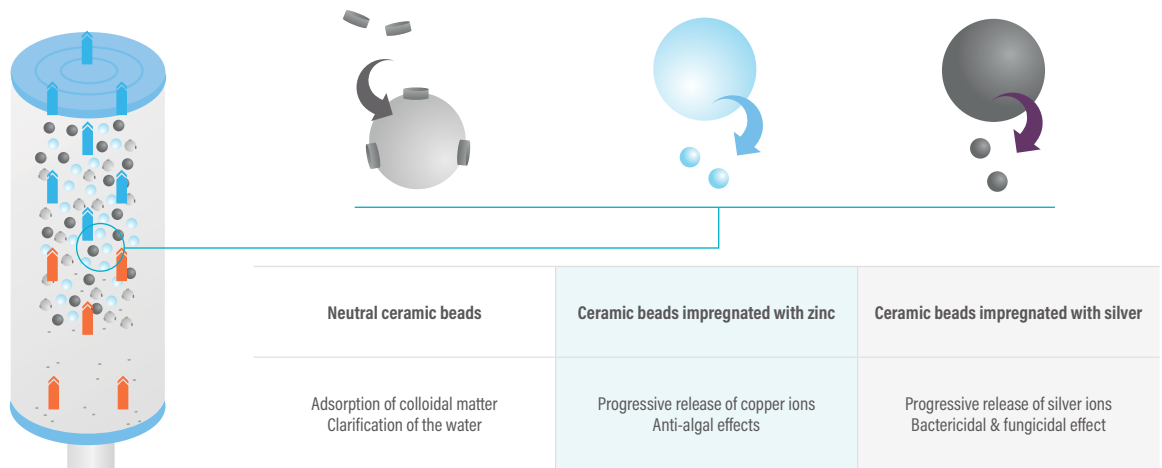 Neutral ceramic beads
Ceramic beads impregnated with zinc
Ceramic beads impregnated with silver
Adsorption of colloidal matter
Clarification of the water
Progressive release of copper ions
Anti-algal effects
Progressive release of silver ions
Bactericidal & fungicidal effect